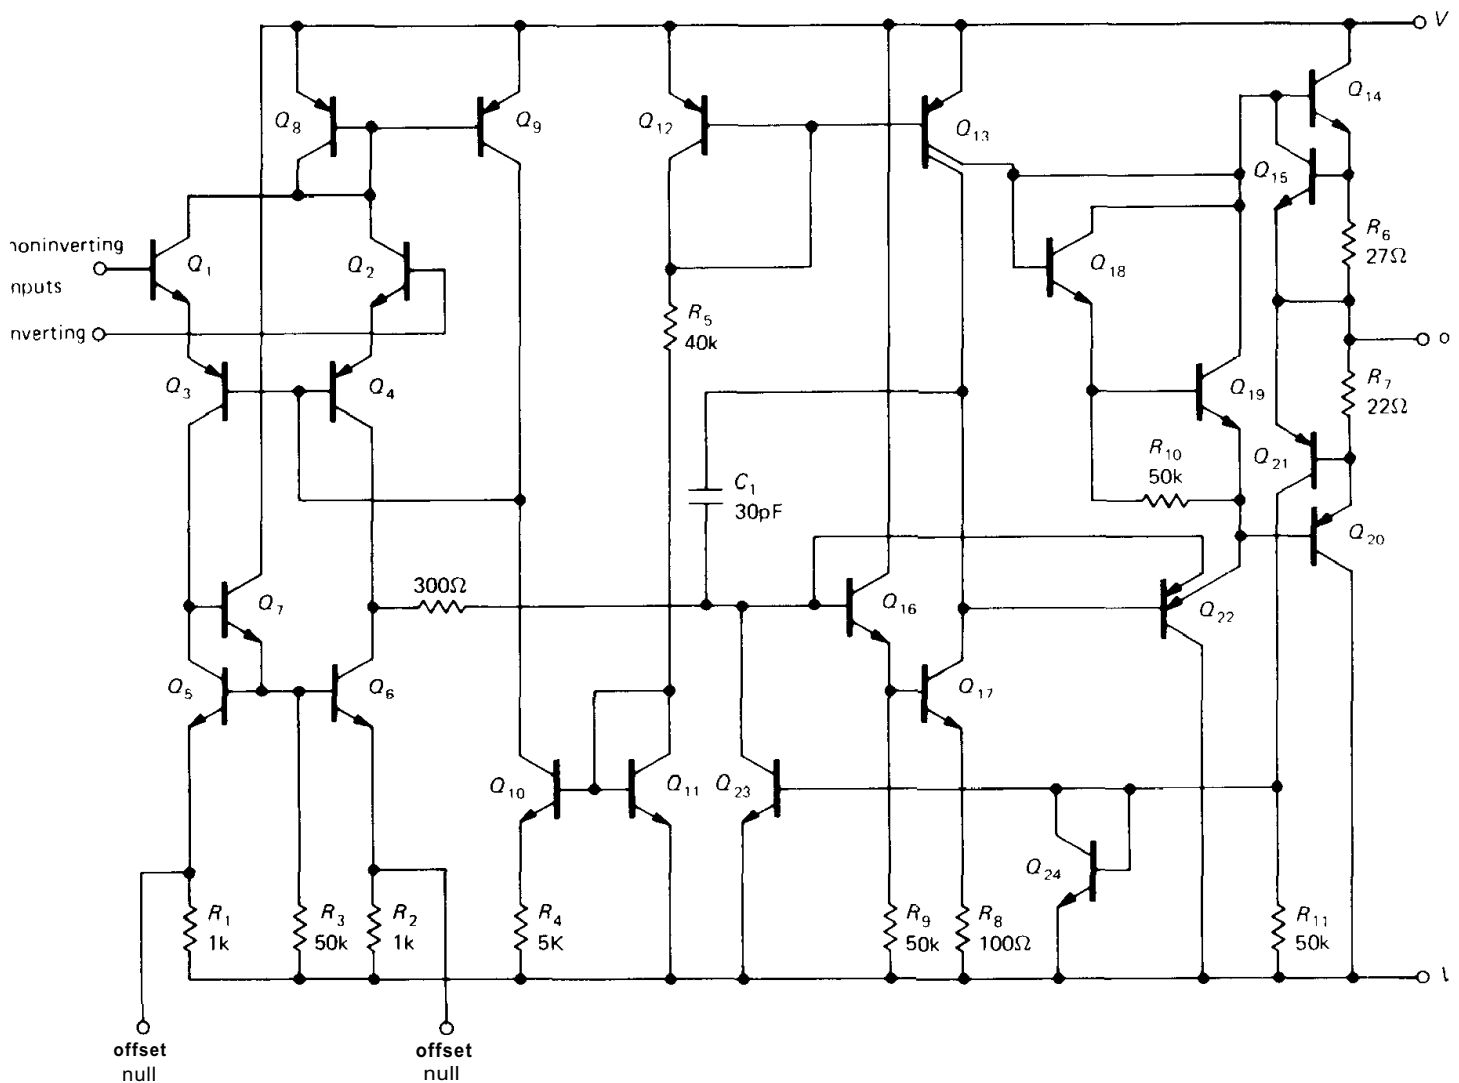 V
Q14
Q8
Q9
Q12
Q13
Q15
noninverting
Q1
Q2
Q18
R6
27Ω
nputs
nverting
R5
40k
o
Q3
Q4
Q19
R7
22Ω
R10
50k
Q21
C1
30pF
Q20
300Ω
Q7
Q16
Q22
Q5
Q6
Q17
Q10
Q11
Q23
Q24
R1
1k
R3
50k
R2
1k
R4
5K
R9
50k
R8
100Ω
R11
50k
offset
null
offset
null